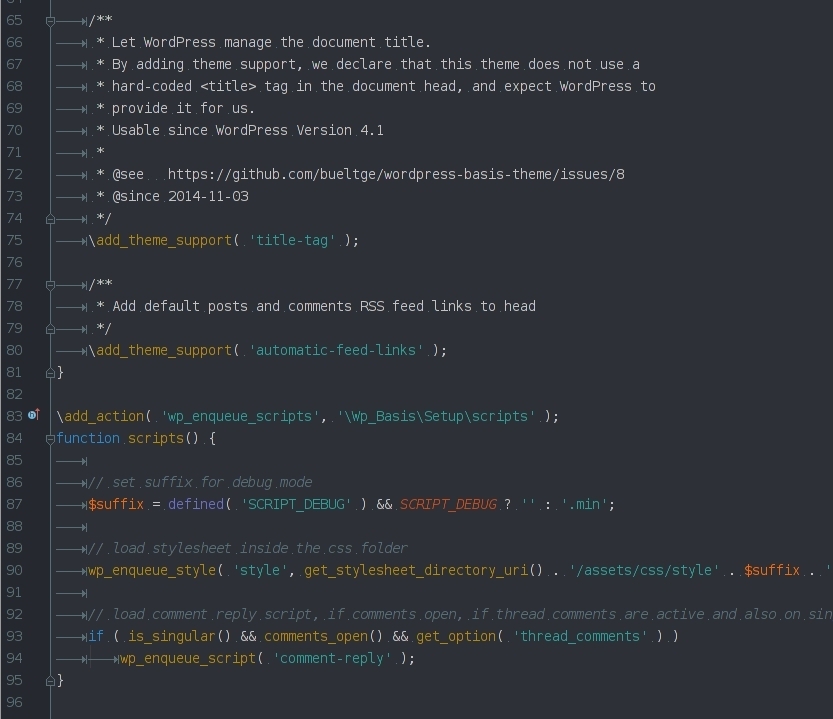 65 /**
66 * Let WordPress manage the document title.
67 * By adding theme support, we declare that this theme does not use a
68 * hard-coded <title> tag in the document head, and expect WordPress to
69 * provide it for us.
70 * Usable since WordPress Version 4.1
71 *
72 * @see   https://github.com/bueltge/wordpress-basis-theme/issues/8
73 * @since 2014-11-03
74 */
75 \add_theme_support( 'title-tag' );
76
77 /**
78 * Add default posts and comments RSS feed links to head
79 */
80 \add_theme_support( 'automatic-feed-links' );
81 }
82
83 \add_action( 'wp_enqueue_scripts', '\Wp_Basis\Setup\scripts' );
84 function scripts() {
85
86 // set suffix for debug mode
87 $suffix = defined( 'SCRIPT_DEBUG' ) && SCRIPT_DEBUG ? '' : '.min';
88
89 // load stylesheet inside the css folder
90 wp_enqueue_style( 'style', get_stylesheet_directory_uri() . '/assets/css/style' . $suffix . '
91
92 // load comment reply script, if comments open, if thread comments are active and also on sin
93 if ( is_singular() && comments_open() && get_option( 'thread_comments' ) )
94 wp_enqueue_script( 'comment-reply' );
95 }
96